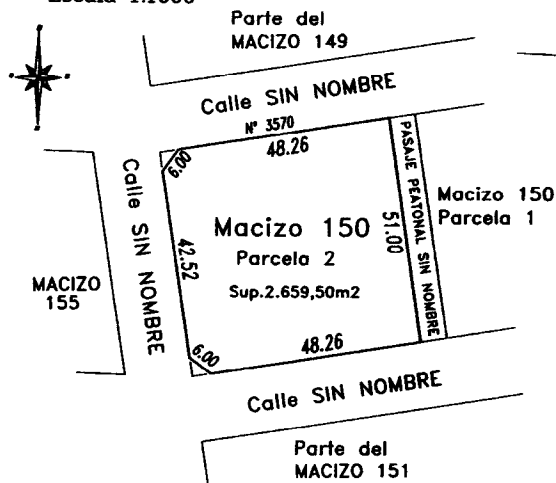 Escala 1:1000
Parte del
MACIZO 149
Calle SIN NOMBRE
Nº 3570
48.26
6.00
Calle SIN NOMBRE
42.52
Macizo 150
Parcela 2
Sup.2.659,50m2
51.00
PASAJE PEATONAL SIN NOMBRE
Macizo 150
Parcela 1
MACIZO
155
6.00
48.26
Calle SIN NOMBRE
Parte del
MACIZO 151